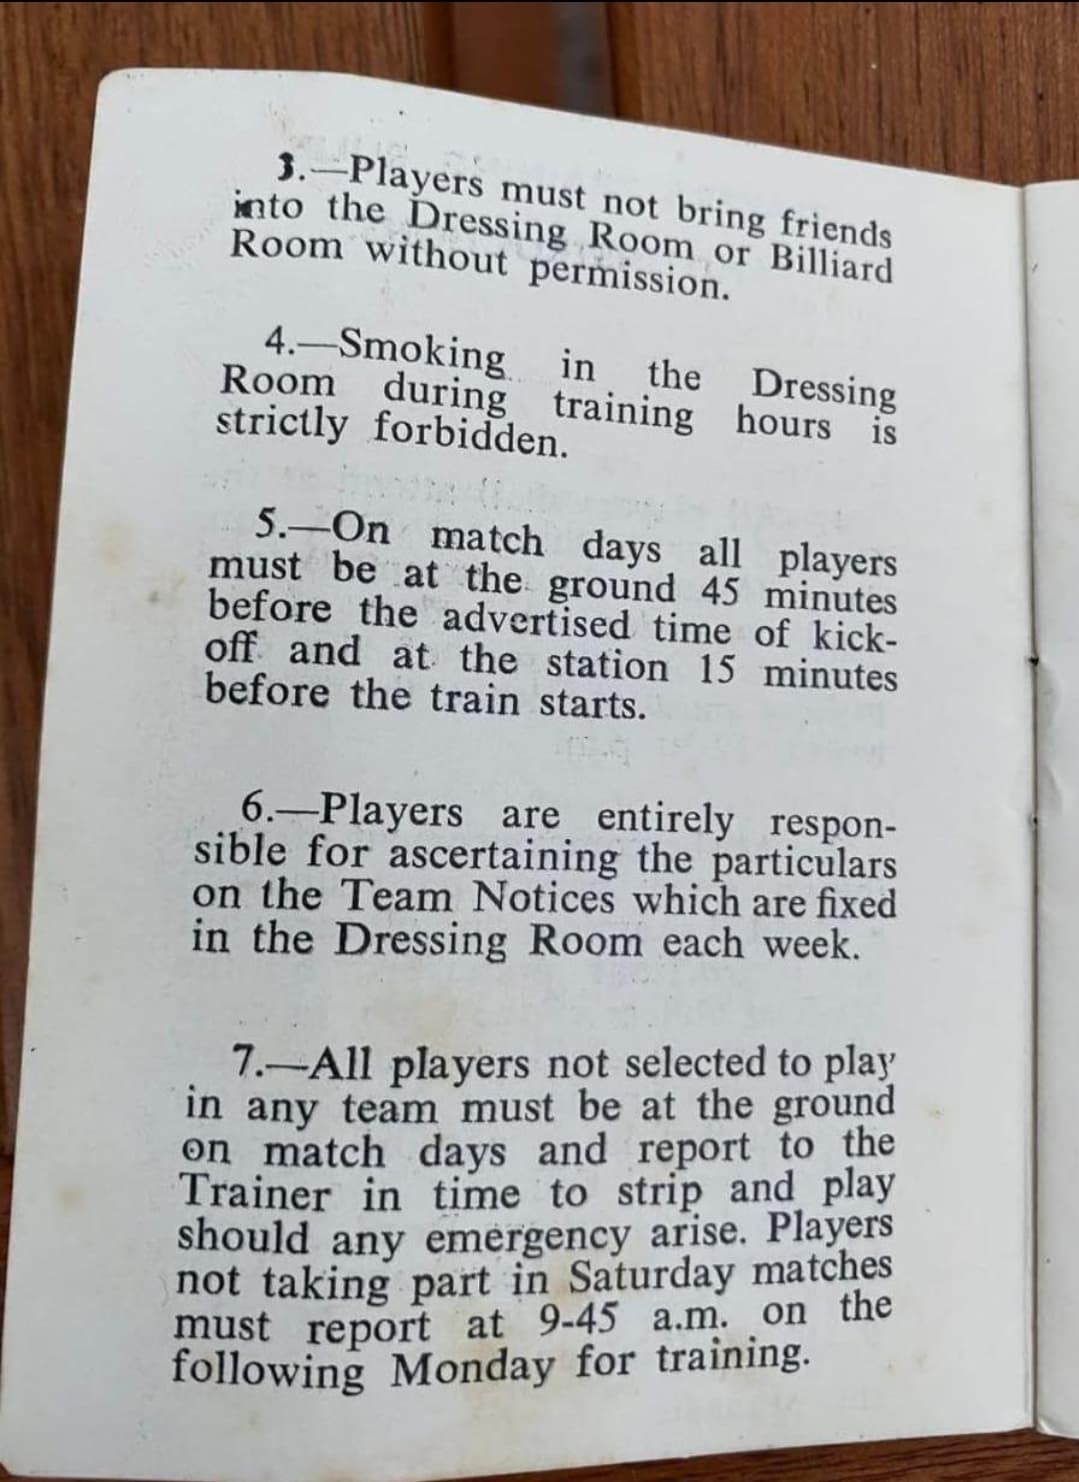 3.—Players must not bring friends
into the Dressing Room or Billiard
Room without permission.
4.—Smoking in the Dressing
Room during training hours is
strictly forbidden.
5.—On match days all players
must be at the ground 45 minutes
before the advertised time of kick-
off and at the station 15 minutes
before the train starts.
6.—Players are entirely respon-
sible for ascertaining the particulars
on the Team Notices which are fixed
in the Dressing Room each week.
7.—All players not selected to play
in any team must be at the ground
on match days and report to the
Trainer in time to strip and play
should any emergency arise. Players
not taking part in Saturday matches
must report at 9-45 a.m. on the
following Monday for training.